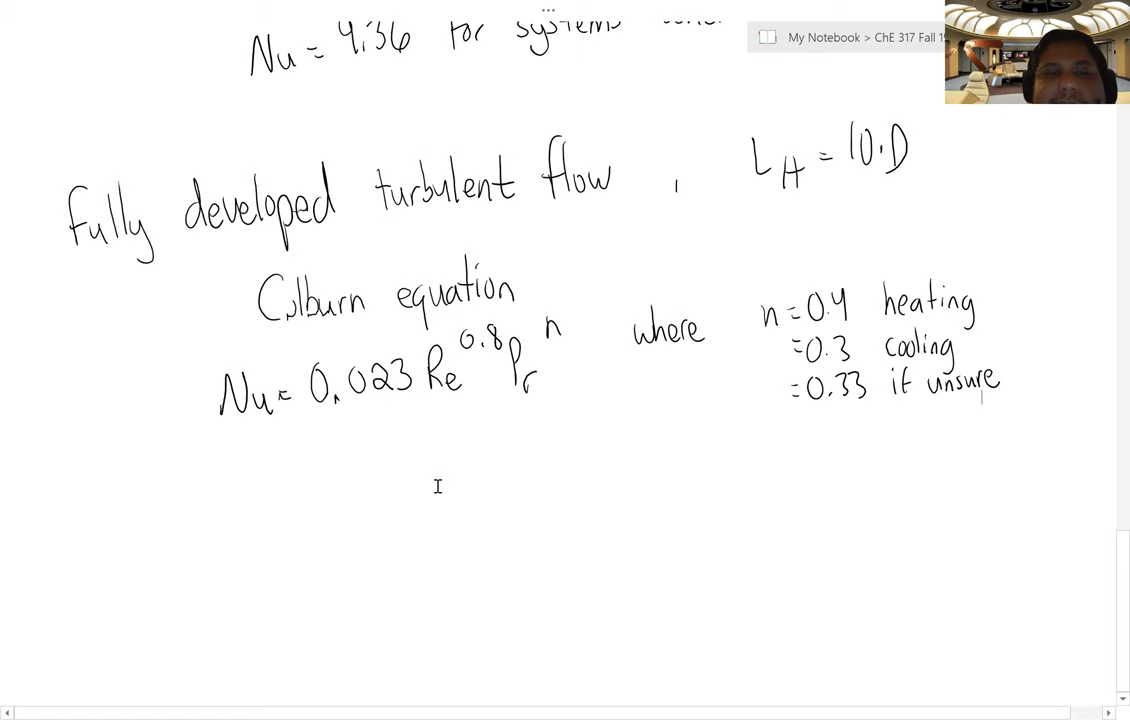 Nu = 4.36 for systems
My Notebook > ChE 317 Fall 19
Fully developed turbulent flow , L_H = 10·D
Colburn equation
Nu = 0.023 Re^0.8 Pr^n where n = 0.4 heating
= 0.3 cooling
= 0.33 if unsure